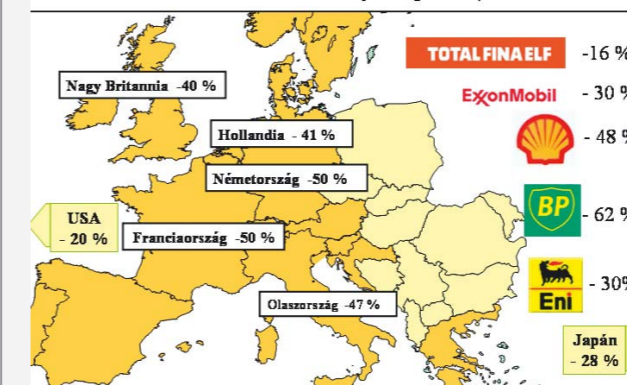 TOTAL FINA ELF -16 %
Nagy Britannia -40 %
ExxonMobil - 30 %
Hollandia - 41 %
- 48 %
Németország -50 %
BP - 62 %
USA
- 20 %
Franciaország -50 %
Eni - 30%
Olaszország -47 %
Japán
- 28 %